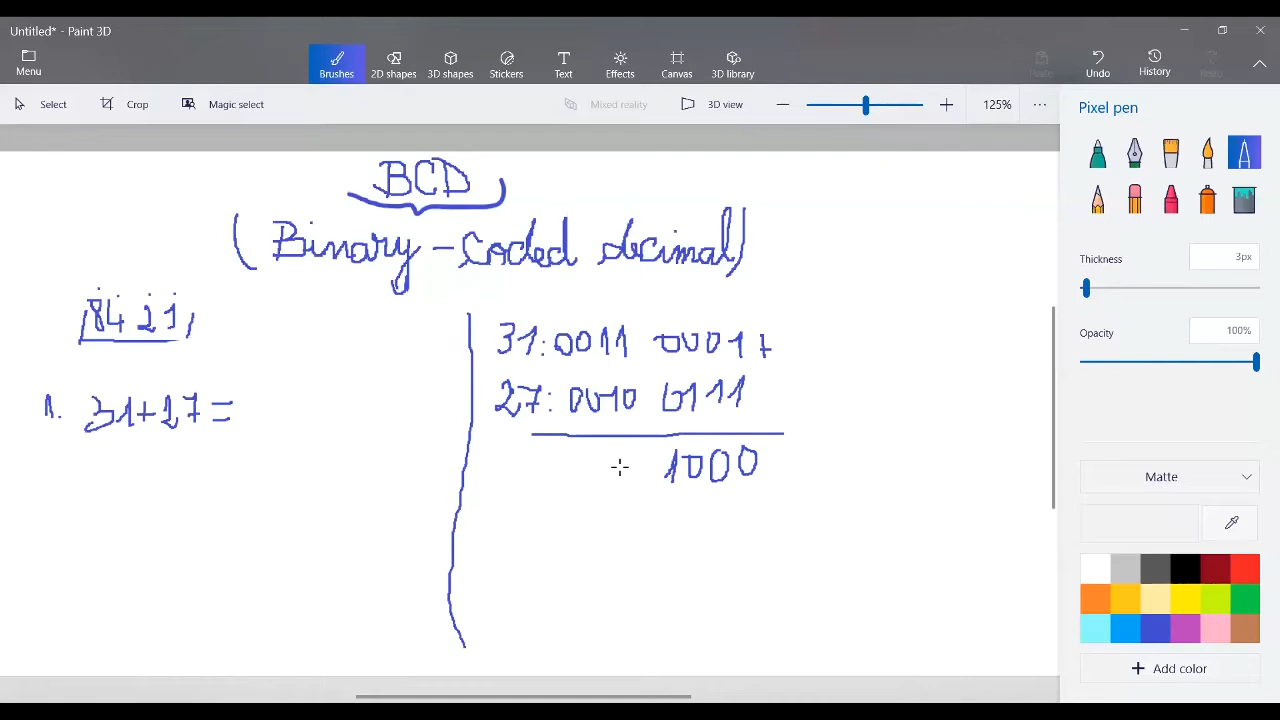 Untitled* - Paint 3D
Menu
Brushes
2D shapes
3D shapes
Stickers
Text
Effects
Canvas
3D library
Paste
Undo
History
Redo
Select
Crop
Magic select
Mixed reality
3D view
125%
Pixel pen
Thickness
3px
Opacity
100%
Matte
Add color
BCD
(Binary-Coded decimal)
8421
1. 31+27=
31:0011 0001+
27:0010 0111
1000